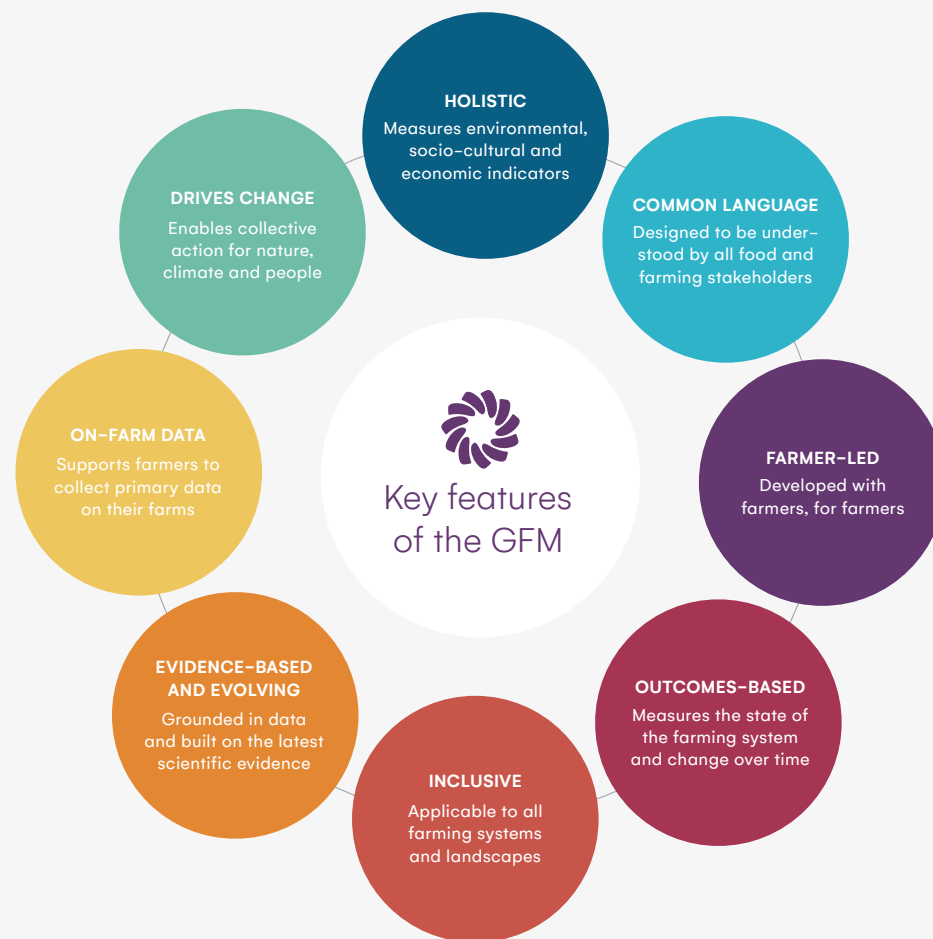 HOLISTIC
Measures environmental,
socio-cultural and
economic indicators
COMMON LANGUAGE
Designed to be under-
stood by all food and
farming stakeholders
FARMER-LED
Developed with
farmers, for farmers
OUTCOMES-BASED
Measures the state of
the farming system
and change over time
INCLUSIVE
Applicable to all
farming systems
and landscapes
EVIDENCE-BASED
AND EVOLVING
Grounded in data
and built on the latest
scientific evidence
ON-FARM DATA
Supports farmers to
collect primary data
on their farms
DRIVES CHANGE
Enables collective
action for nature,
climate and people
Key features
of the GFM